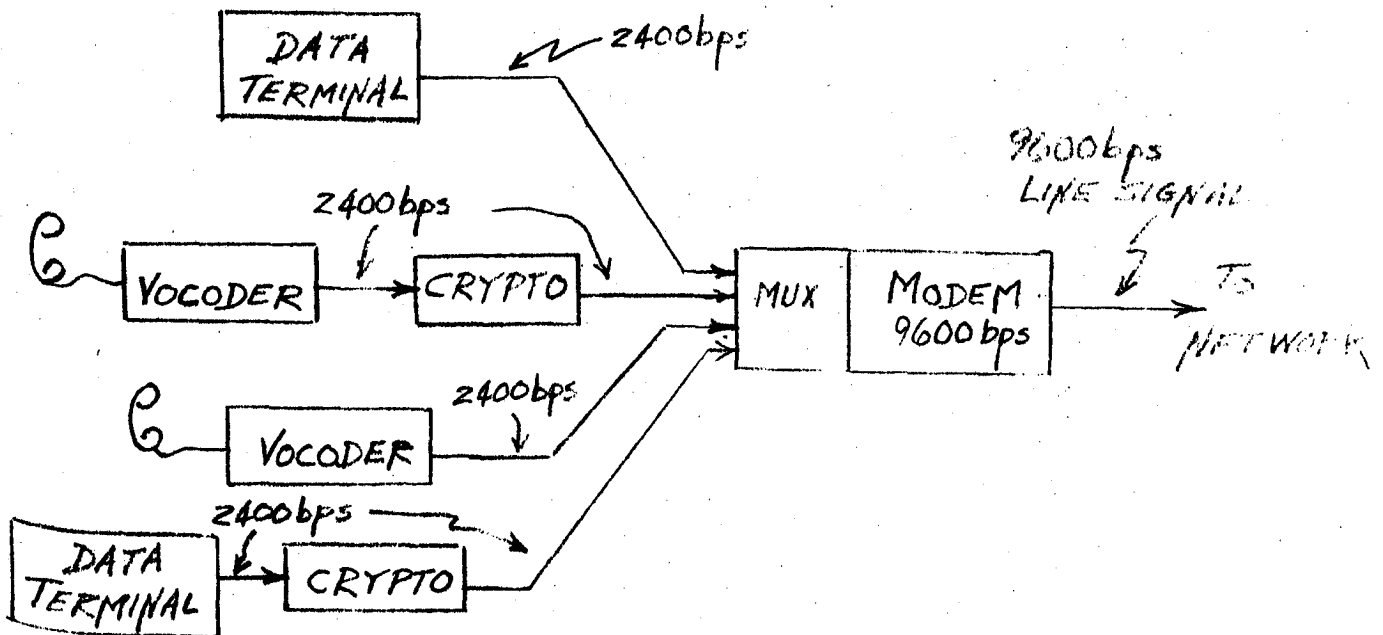 DATA
TERMINAL
2400bps
9600bps
LINE SIGNAL
2400bps
VOCODER
CRYPTO
MUX
MODEM
9600bps
TO
NETWORK
2400bps
VOCODER
2400bps
DATA
TERMINAL
CRYPTO